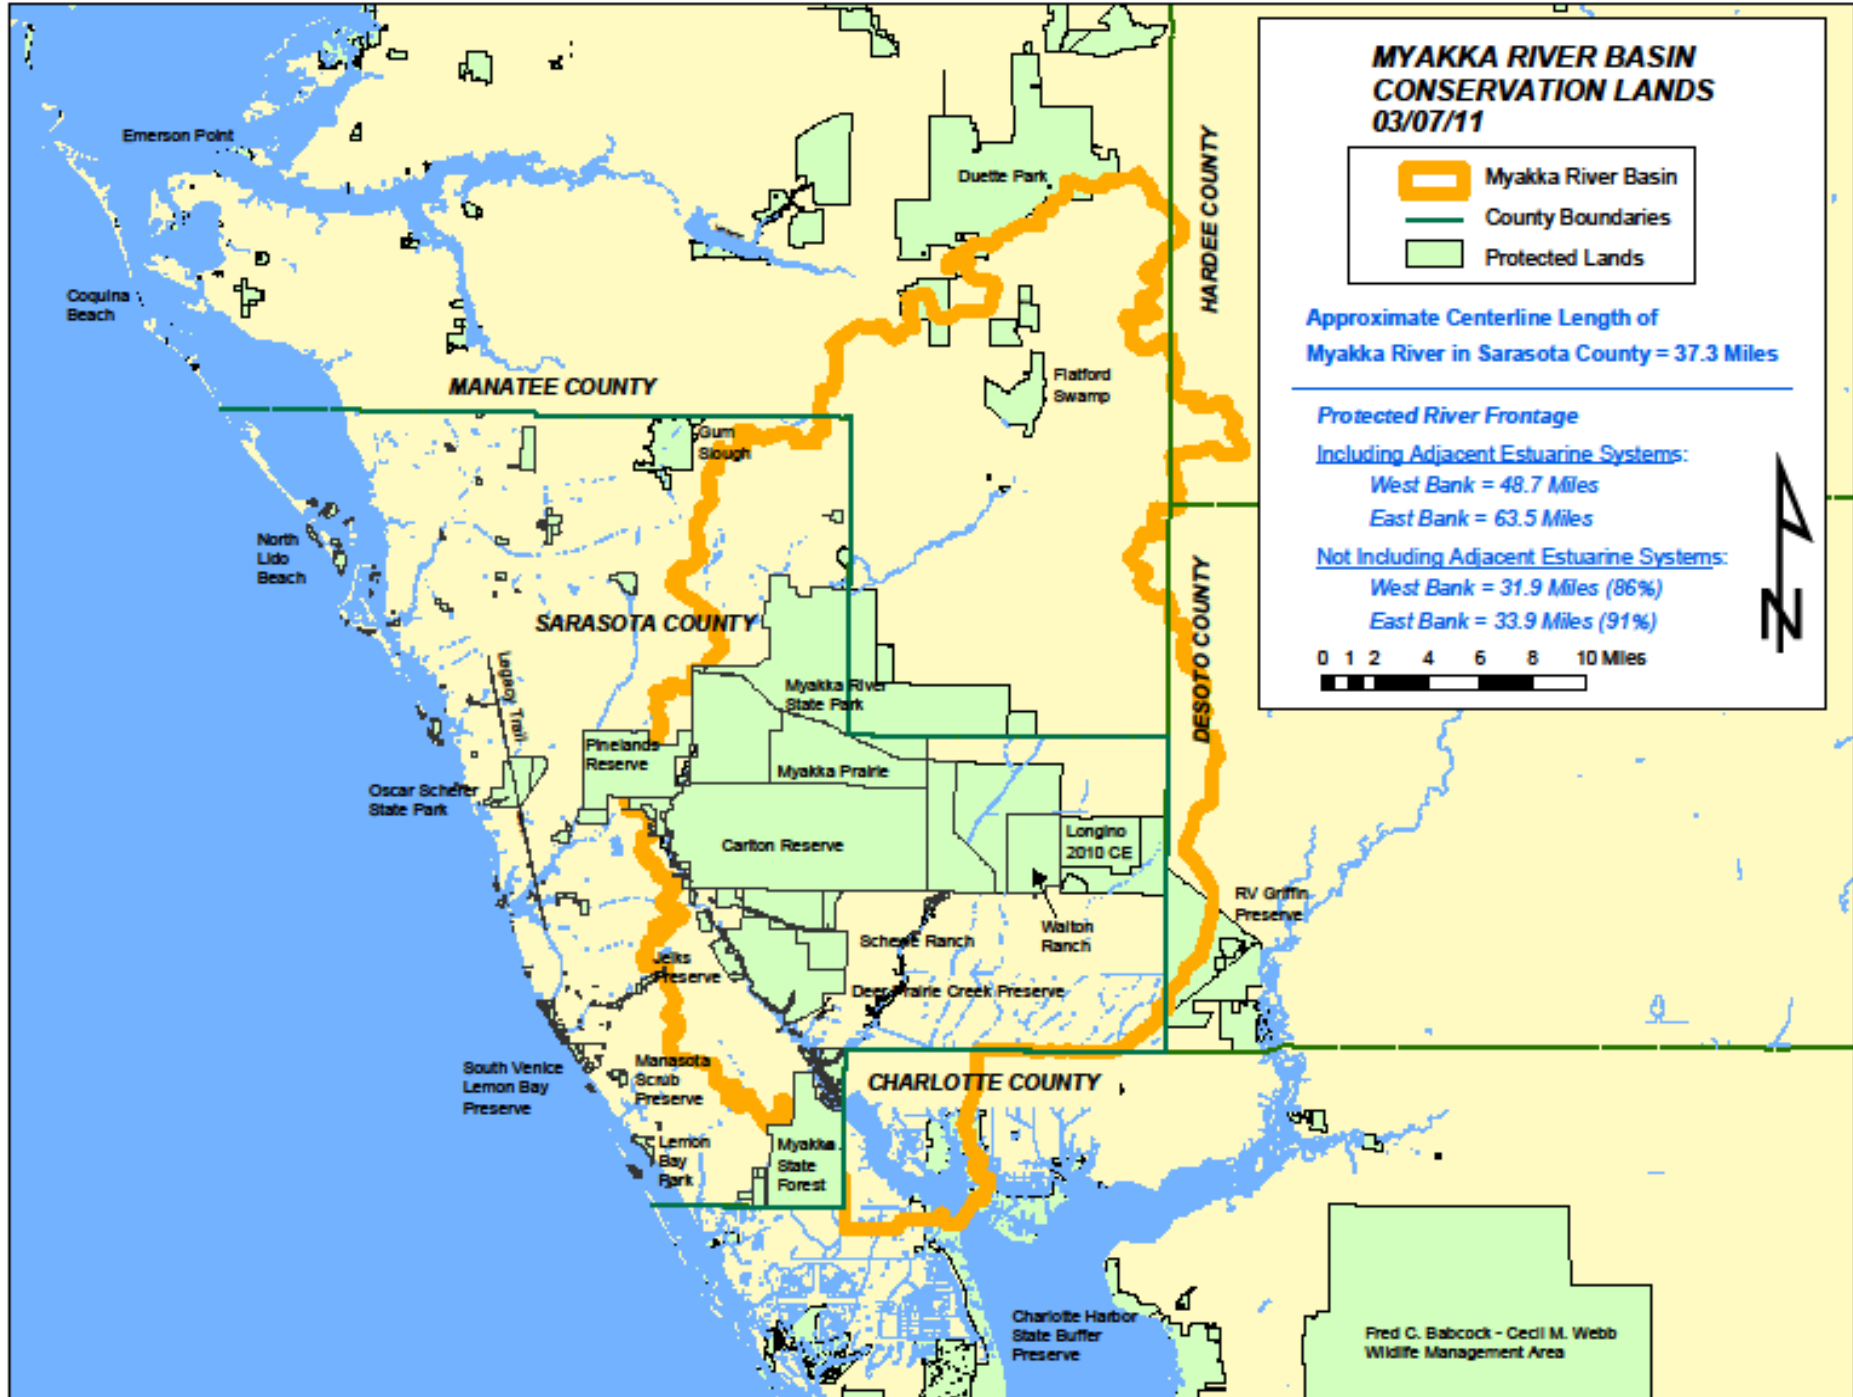 MYAKKA RIVER BASIN
CONSERVATION LANDS
03/07/11
Myakka River Basin
County Boundaries
Protected Lands
Approximate Centerline Length of
Myakka River in Sarasota County = 37.3 Miles
Protected River Frontage
Including Adjacent Estuarine Systems:
West Bank = 48.7 Miles
East Bank = 63.5 Miles
Not Including Adjacent Estuarine Systems:
West Bank = 31.9 Miles (86%)
East Bank = 33.9 Miles (91%)
0 1 2 4 6 8 10 Miles
N
Emerson Point
Duette Park
HARDEE COUNTY
Coquina
Beach
MANATEE COUNTY
Flatford
Swamp
Gum
Slough
North
Lido
Beach
SARASOTA COUNTY
DESOTO COUNTY
Legacy Trail
Myakka River
State Park
Pinelands
Reserve
Myakka Prairie
Oscar Scherer
State Park
Carlton Reserve
Longino
2010 CE
RV Griffin
Preserve
Walton
Ranch
Schewe Ranch
Jelks
Preserve
Deer Prairie Creek Preserve
South Venice
Lemon Bay
Preserve
Manasota
Scrub
Preserve
CHARLOTTE COUNTY
Lemon
Bay
Park
Myakka
State
Forest
Charlotte Harbor
State Buffer
Preserve
Fred C. Babcock - Cecil M. Webb
Wildlife Management Area